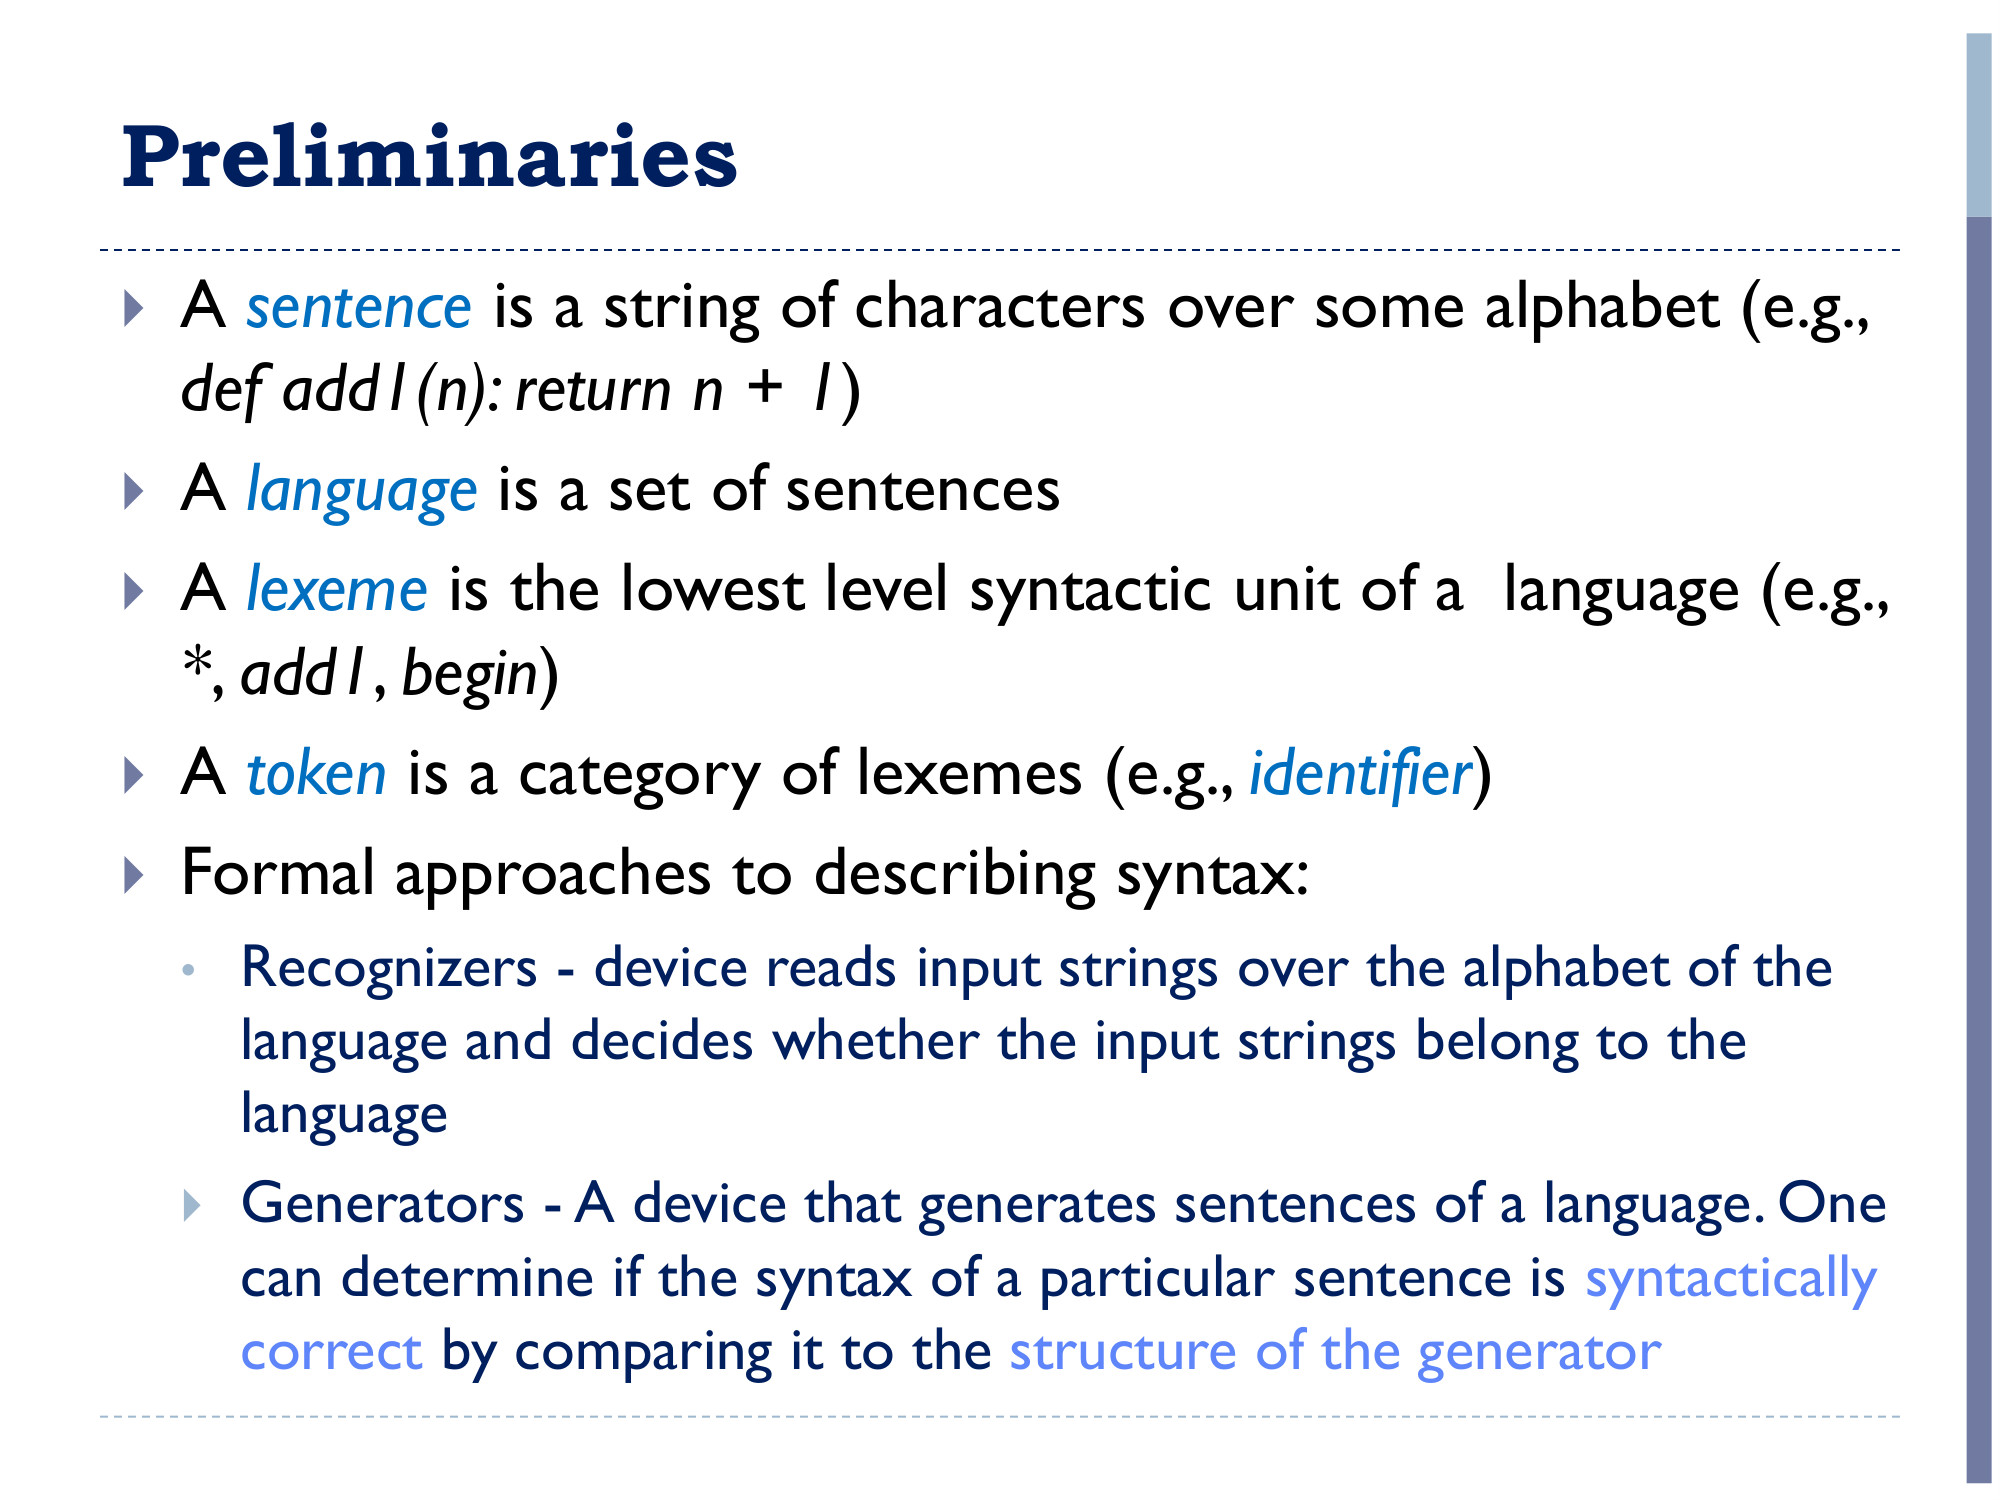 Preliminaries
A sentence is a string of characters over some alphabet (e.g.,
def add1(n): return n + 1)
A language is a set of sentences
A lexeme is the lowest level syntactic unit of a  language (e.g.,
*, add1, begin)
A token is a category of lexemes (e.g., identifier)
Formal approaches to describing syntax:
• Recognizers - device reads input strings over the alphabet of the
language and decides whether the input strings belong to the
language
Generators - A device that generates sentences of a language. One
can determine if the syntax of a particular sentence is syntactically
correct by comparing it to the structure of the generator